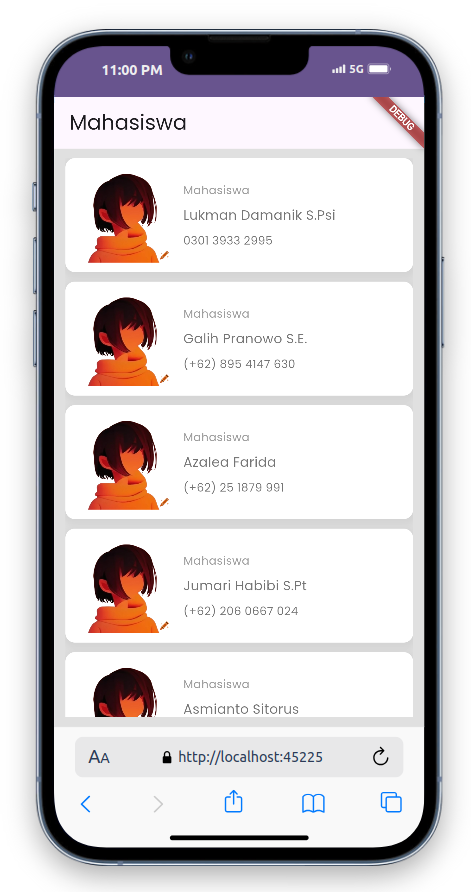 11:00 PM
5G
DEBUG
Mahasiswa
Mahasiswa
Lukman Damanik S.Psi
0301 3933 2995
Mahasiswa
Galih Pranowo S.E.
(+62) 895 4147 630
Mahasiswa
Azalea Farida
(+62) 25 1879 991
Mahasiswa
Jumari Habibi S.Pt
(+62) 206 0667 024
Mahasiswa
Asmianto Sitorus
AA
http://localhost:45225